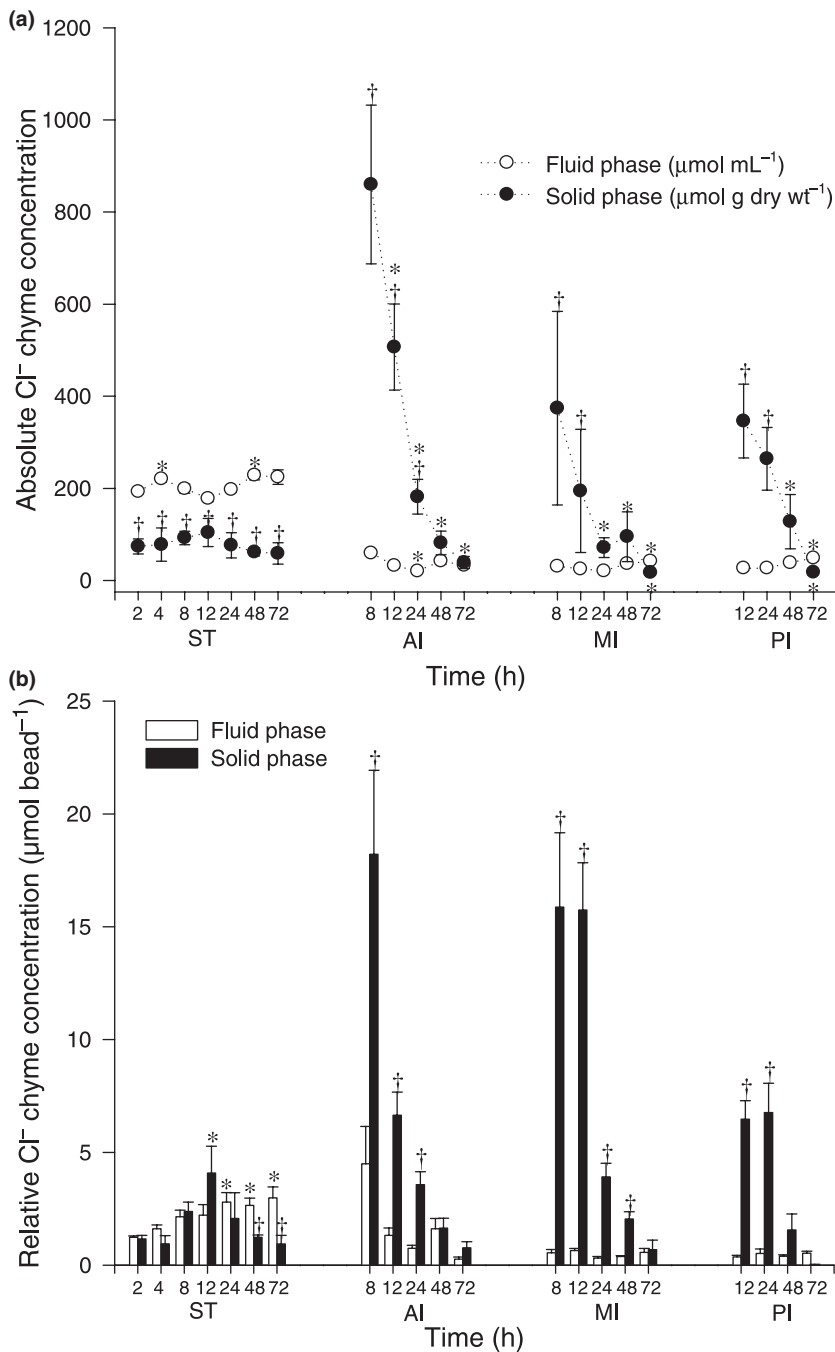 (a)
1200
1000
800
600
400
200
0
Absolute Cl⁻ chyme concentration
Fluid phase (μmol mL⁻¹)
Solid phase (μmol g dry wt⁻¹)
†
*
†
*
†
*
*
*
†
†
*
*
*
*
†
†
*
*
*
*
*
† † † † † † †
2 4 8 12 24 48 72
8 12 24 48 72
8 12 24 48 72
12 24 48 72
ST
AI
MI
PI
Time (h)
(b)
25
20
15
10
5
0
Relative Cl⁻ chyme concentration (μmol bead⁻¹)
Fluid phase
Solid phase
* * * * † †
† † †
† † † †
† †
2 4 8 12 24 48 72
8 12 24 48 72
8 12 24 48 72
12 24 48 72
ST
AI
MI
PI
Time (h)